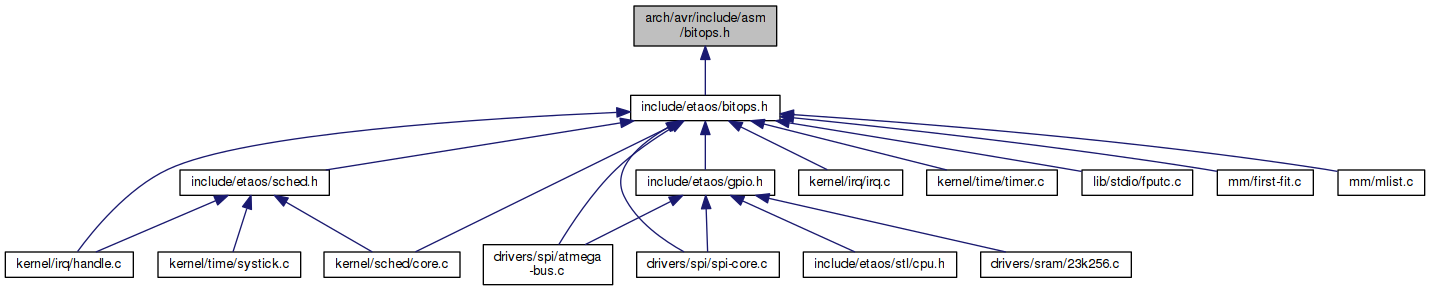 arch/avr/include/asm
/bitops.h
include/etaos/bitops.h
include/etaos/sched.h
include/etaos/gpio.h
kernel/irq/irq.c
kernel/time/timer.c
lib/stdio/fputc.c
mm/first-fit.c
mm/mlist.c
kernel/irq/handle.c
kernel/time/systick.c
kernel/sched/core.c
drivers/spi/atmega
-bus.c
drivers/spi/spi-core.c
include/etaos/stl/cpu.h
drivers/sram/23k256.c